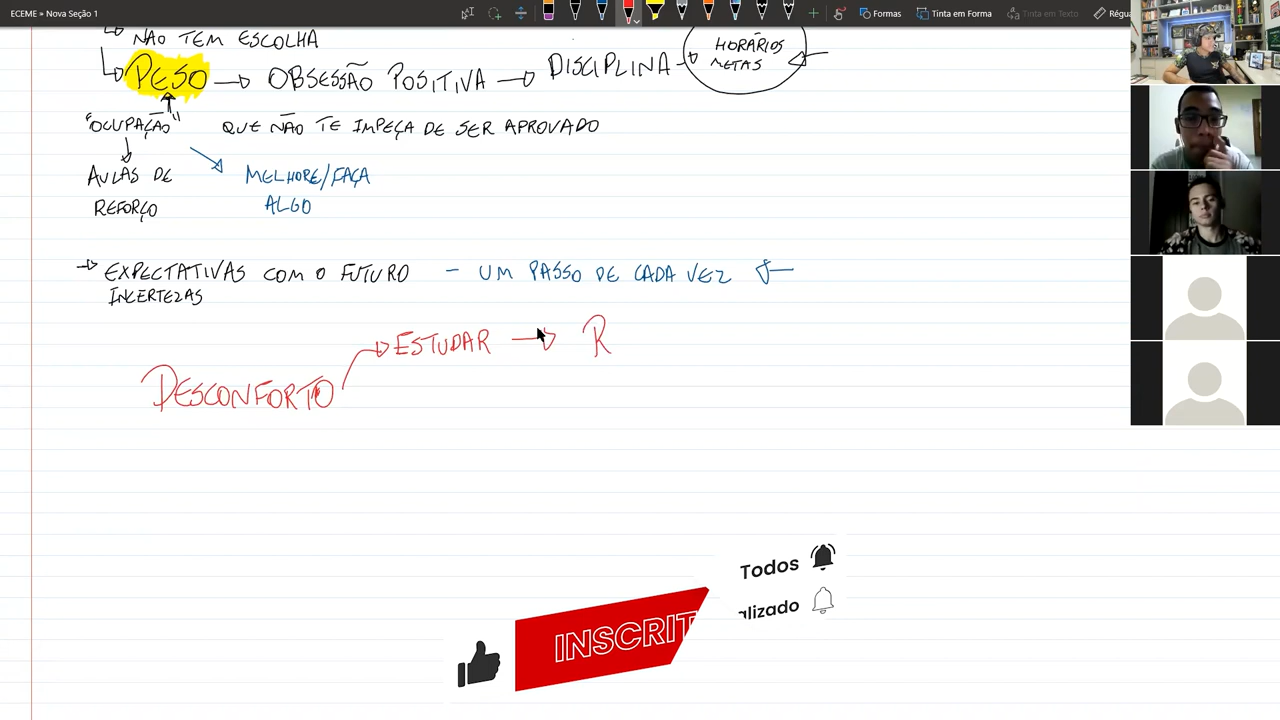 ECEME » Nova Seção 1
Formas
Tinta em Forma
Tinta em Texto
Régua
NÃO TEM ESCOLHA
PESO OBSESSÃO POSITIVA DISCIPLINA HORÁRIOS
METAS
"OCUPAÇÃO" QUE NÃO TE IMPEÇA DE SER APROVADO
AULAS DE
REFORÇO
MELHORE/FAÇA
ALGO
EXPECTATIVAS COM O FUTURO - UM PASSO DE CADA VEZ
INCERTEZAS
ESTUDAR R
DESCONFORTO
Todos
alizado
INSCRIT